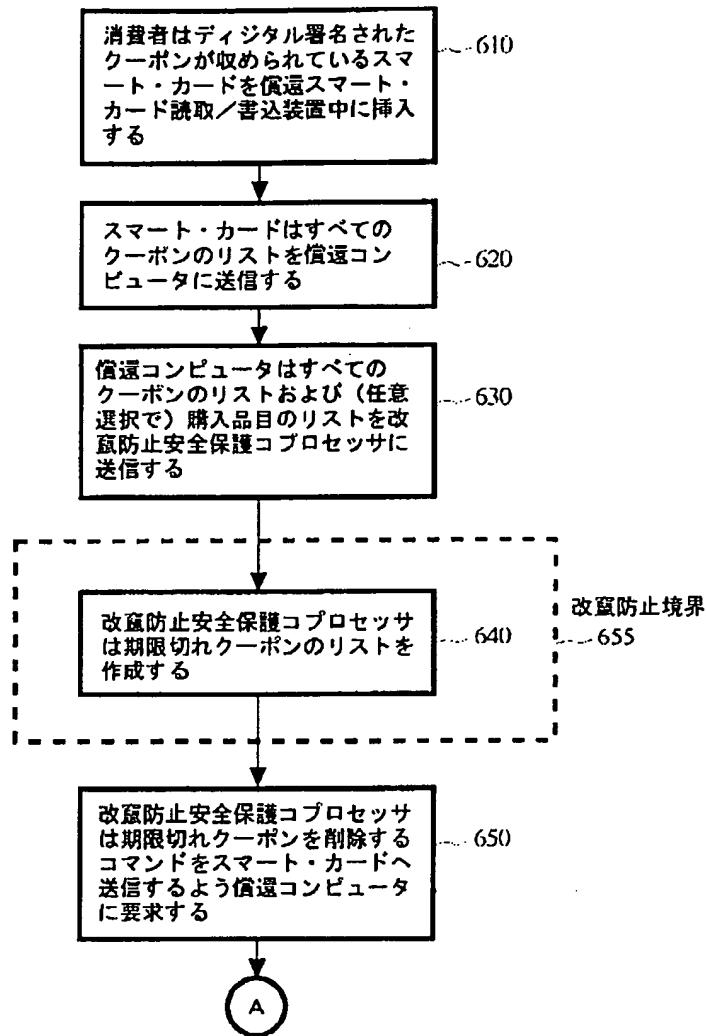 消費者はディジタル署名された
クーポンが収められているスマ
ート・カードを償還スマート・
カード読取／書込装置中に挿入
する
610
スマート・カードはすべての
クーポンのリストを償還コン
ピュータに送信する
620
償還コンピュータはすべての
クーポンのリストおよび（任意
選択で）購入品目のリストを改
竄防止安全保護コプロセッサに
送信する
630
改竄防止安全保護コプロセッサ
は期限切れクーポンのリストを
作成する
640
改竄防止境界
655
改竄防止安全保護コプロセッサ
は期限切れクーポンを削除する
コマンドをスマート・カードへ
送信するよう償還コンピュータ
に要求する
650
A